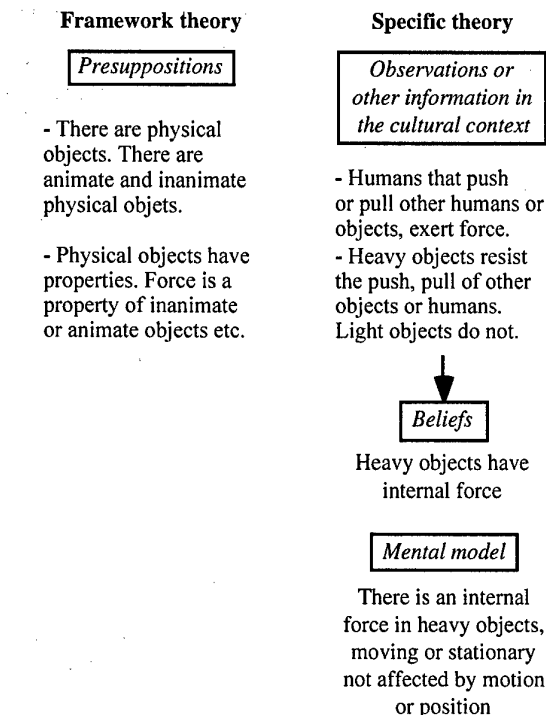 Framework theory
Presuppositions
- There are physical
objects. There are
animate and inanimate
physical objets.
- Physical objects have
properties. Force is a
property of inanimate
or animate objects etc.
Specific theory
Observations or
other information in
the cultural context
- Humans that push
or pull other humans or
objects, exert force.
- Heavy objects resist
the push, pull of other
objects or humans.
Light objects do not.
Beliefs
Heavy objects have
internal force
Mental model
There is an internal
force in heavy objects,
moving or stationary
not affected by motion
or position